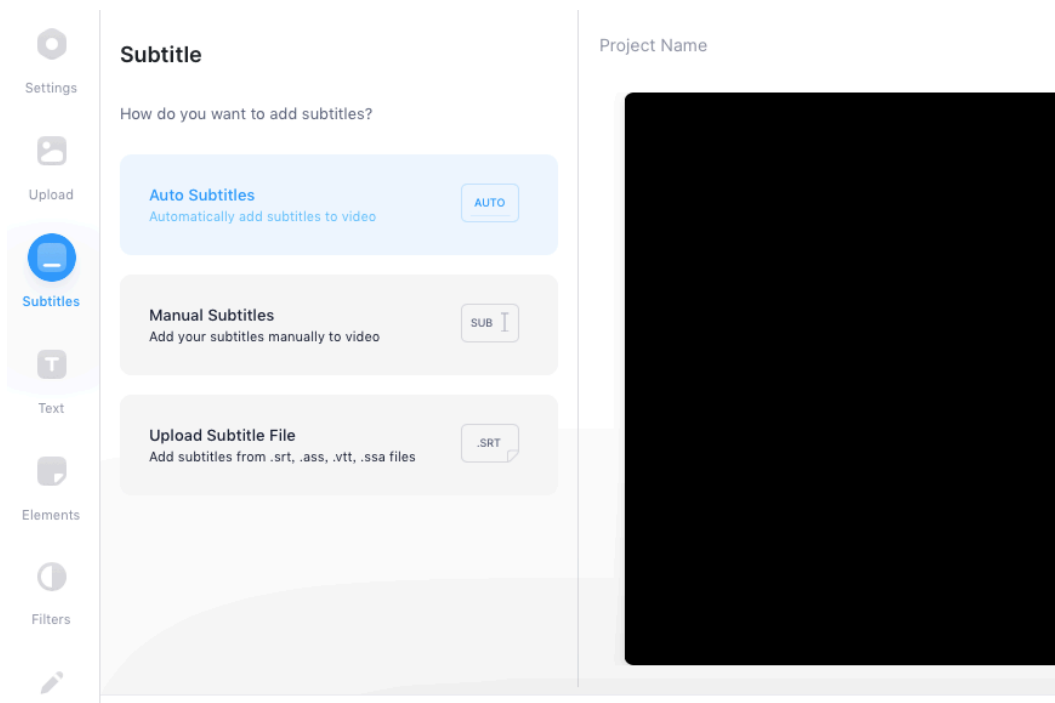 Settings
Upload
Subtitles
T
Text
Elements
Filters
Subtitle
How do you want to add subtitles?
Auto Subtitles
Automatically add subtitles to video
AUTO
Manual Subtitles
Add your subtitles manually to video
SUB
Upload Subtitle File
Add subtitles from .srt, .ass, .vtt, .ssa files
.SRT
Project Name